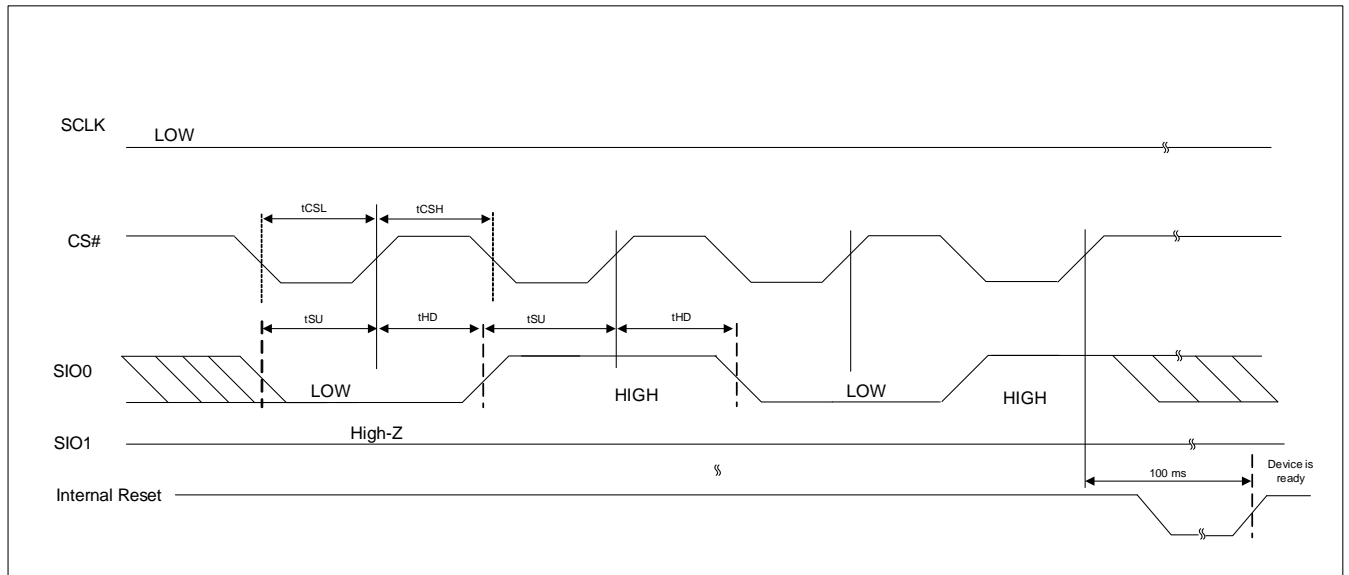 SCLK
LOW
tCSL
tCSH
CS#
tSU
tHD
tSU
tHD
SIO0
LOW
HIGH
LOW
HIGH
High-Z
SIO1
100 ms
Device is
ready
Internal Reset